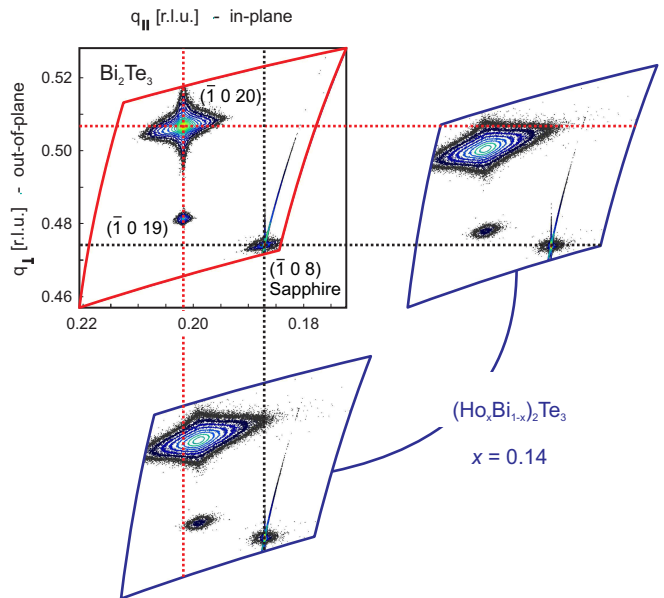 q∥ [r.l.u.] - in-plane
q⊥ [r.l.u.] - out-of-plane
0.52
0.50
0.48
0.46
0.22
0.20
0.18
Bi₂Te₃
(1̄ 0 20)
(1̄ 0 19)
(1̄ 0 8)
Sapphire
(HoₓBi₁₋ₓ)₂Te₃
x = 0.14